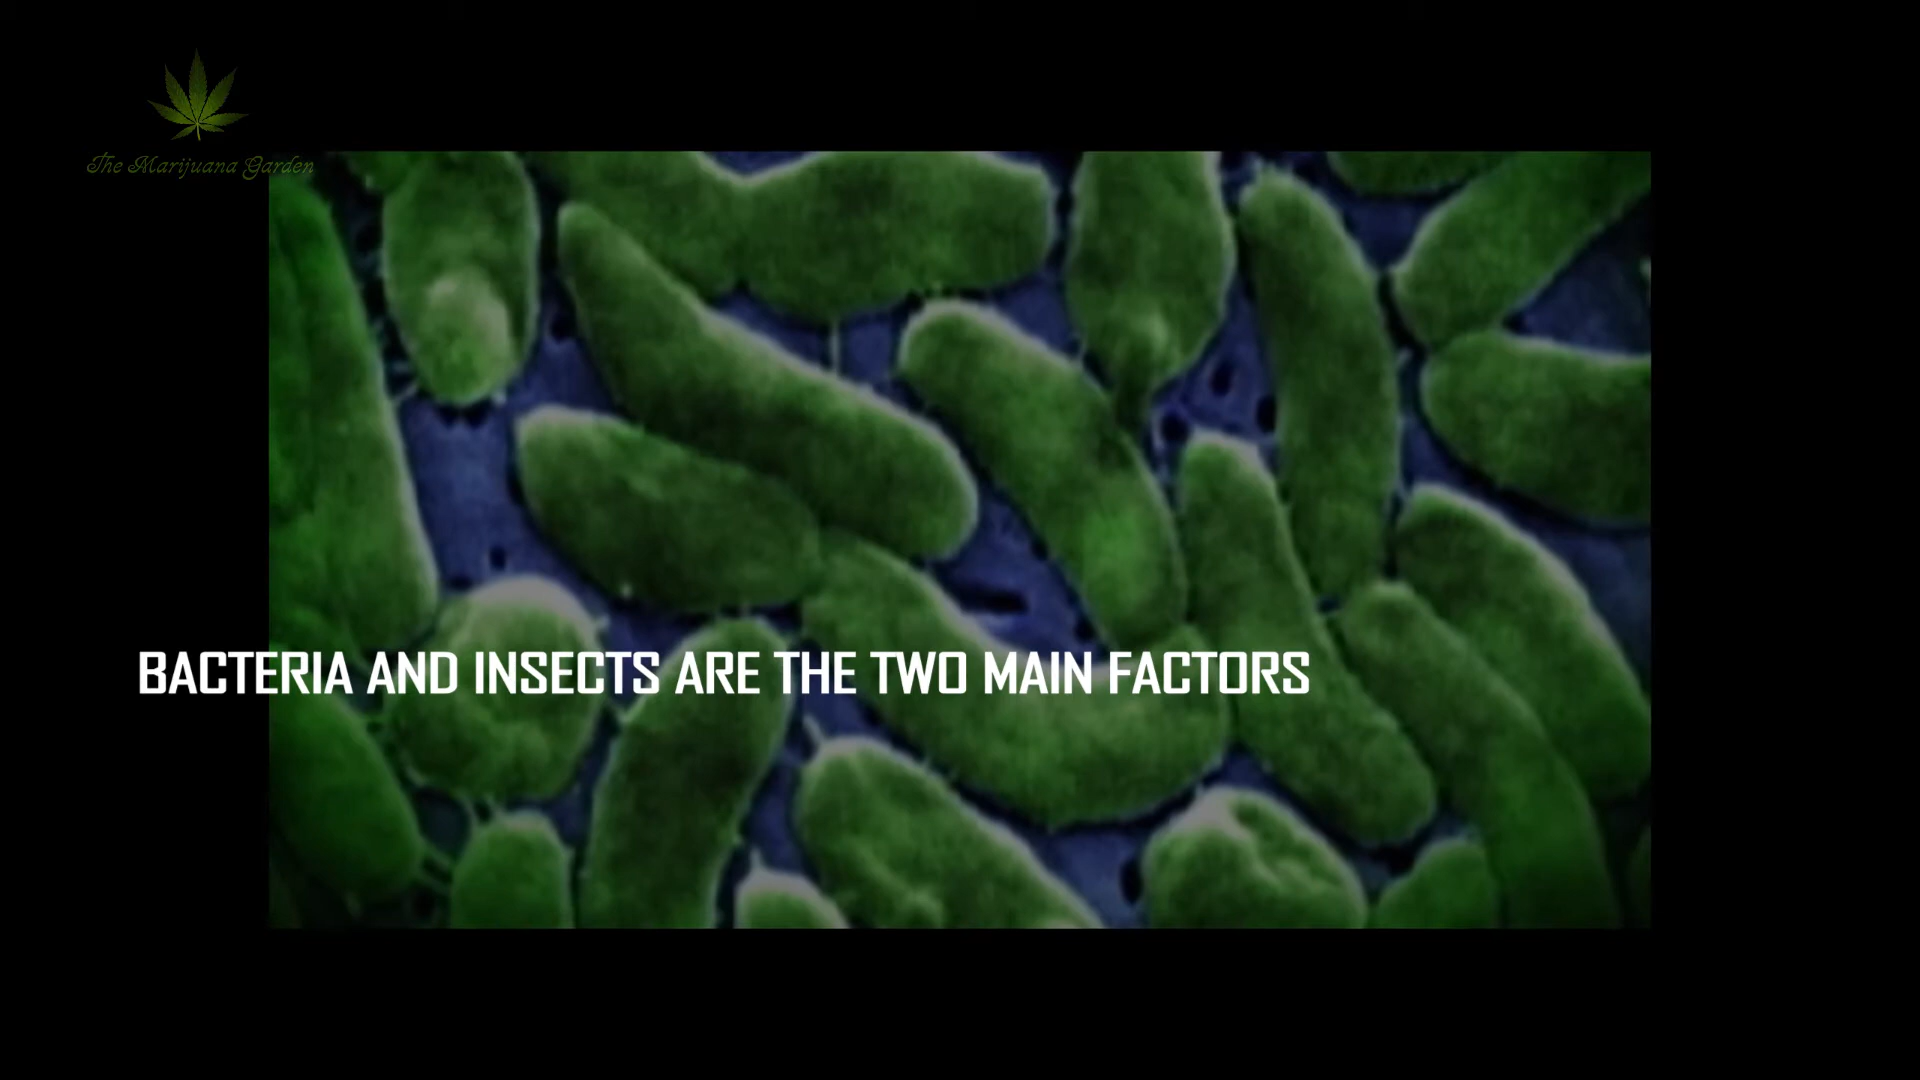 The Marijuana Garden
BACTERIA AND INSECTS ARE THE TWO MAIN FACTORS